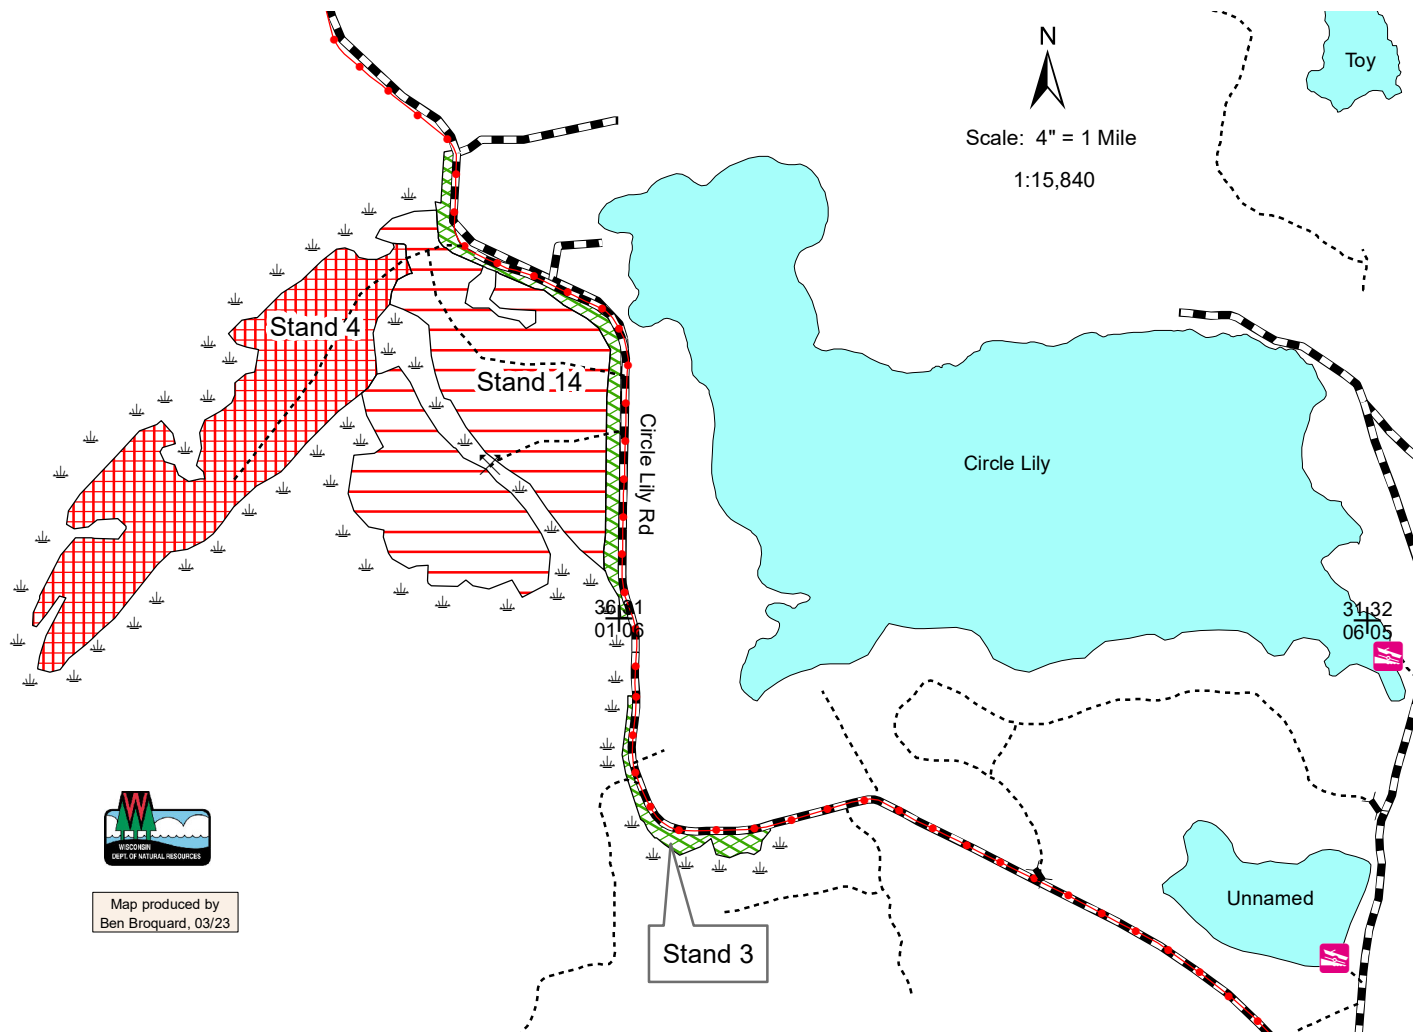 N
Toy
Scale: 4" = 1 Mile
1:15,840
Stand 4
Stand 14
Circle Lily Rd
Circle Lily
36 31
01 06
31 32
06 05
WISCONSIN
DEPT. OF NATURAL RESOURCES
Map produced by
Ben Broquard, 03/23
Unnamed
Stand 3